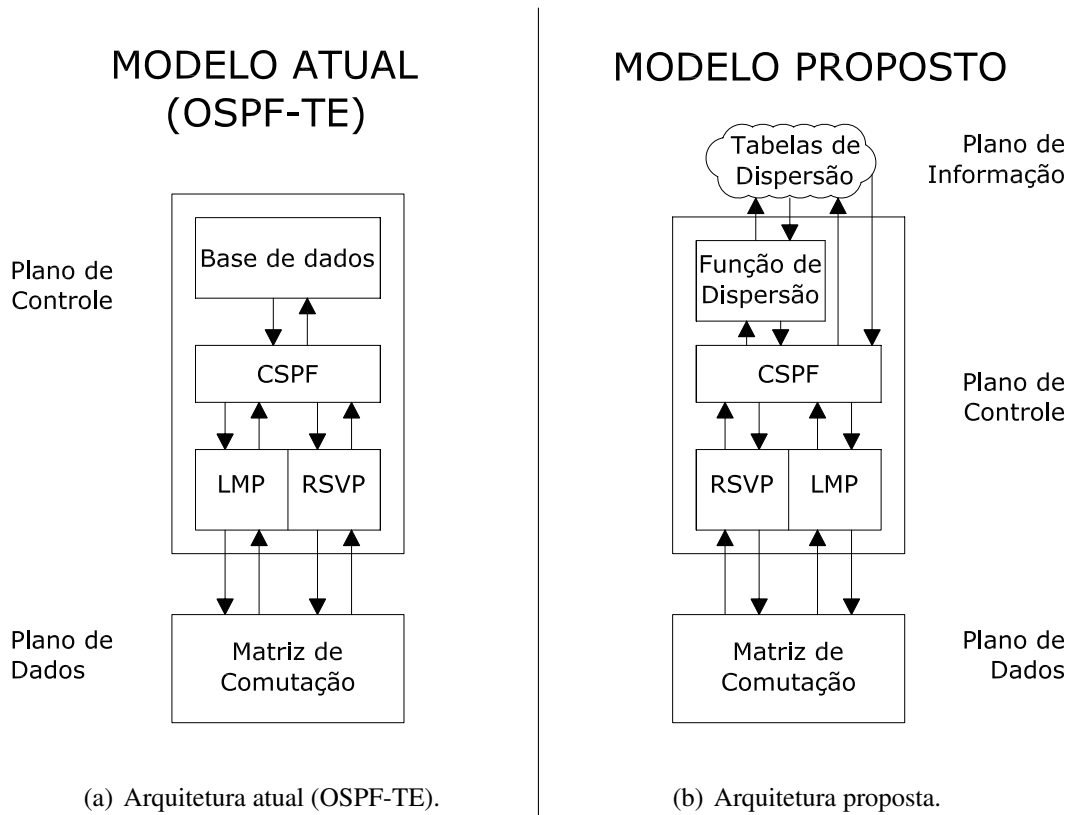 MODELO ATUAL
(OSPF-TE)
Plano de
Controle
Base de dados
CSPF
LMP
RSVP
Plano de
Dados
Matriz de
Comutação
(a) Arquitetura atual (OSPF-TE).
MODELO PROPOSTO
Tabelas de
Dispersão
Plano de
Informação
Função de
Dispersão
CSPF
Plano de
Controle
RSVP
LMP
Matriz de
Comutação
Plano de
Dados
(b) Arquitetura proposta.